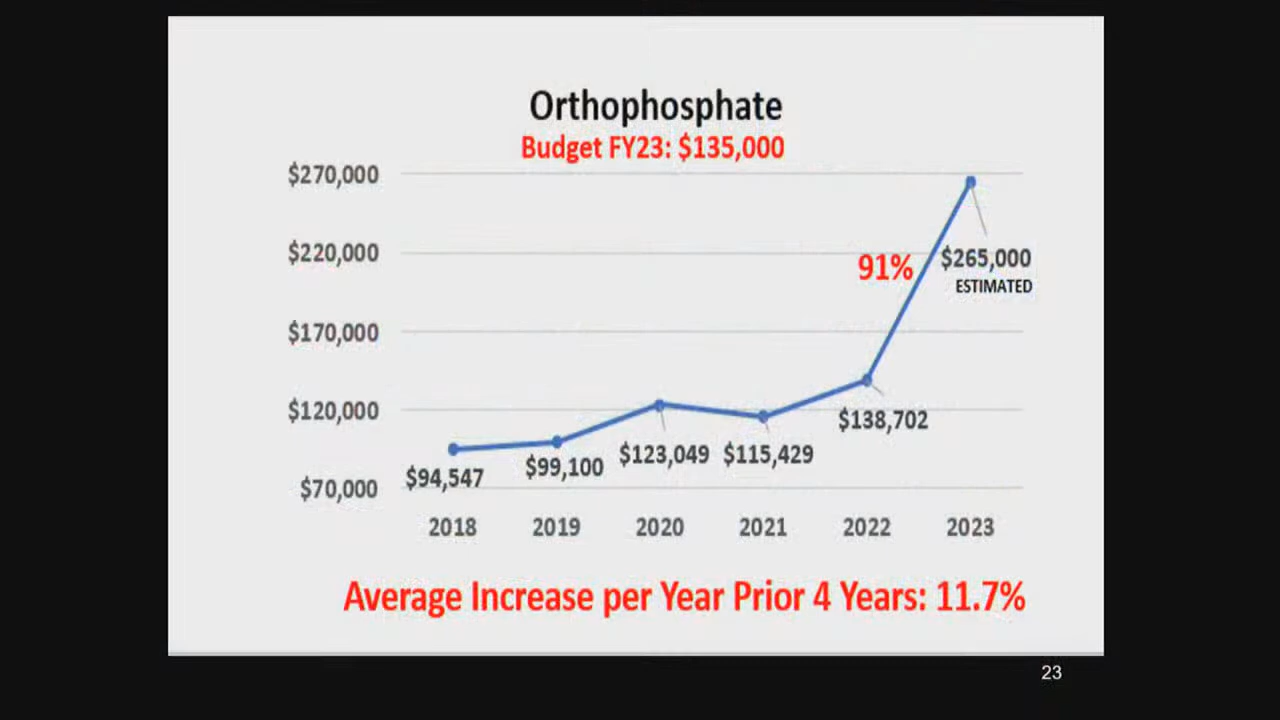 Orthophosphate
Budget FY23: $135,000
$270,000
$220,000
$170,000
$120,000
$70,000
91%
$265,000
ESTIMATED
$138,702
$123,049
$115,429
$99,100
$94,547
2018 2019 2020 2021 2022 2023
Average Increase per Year Prior 4 Years: 11.7%
23